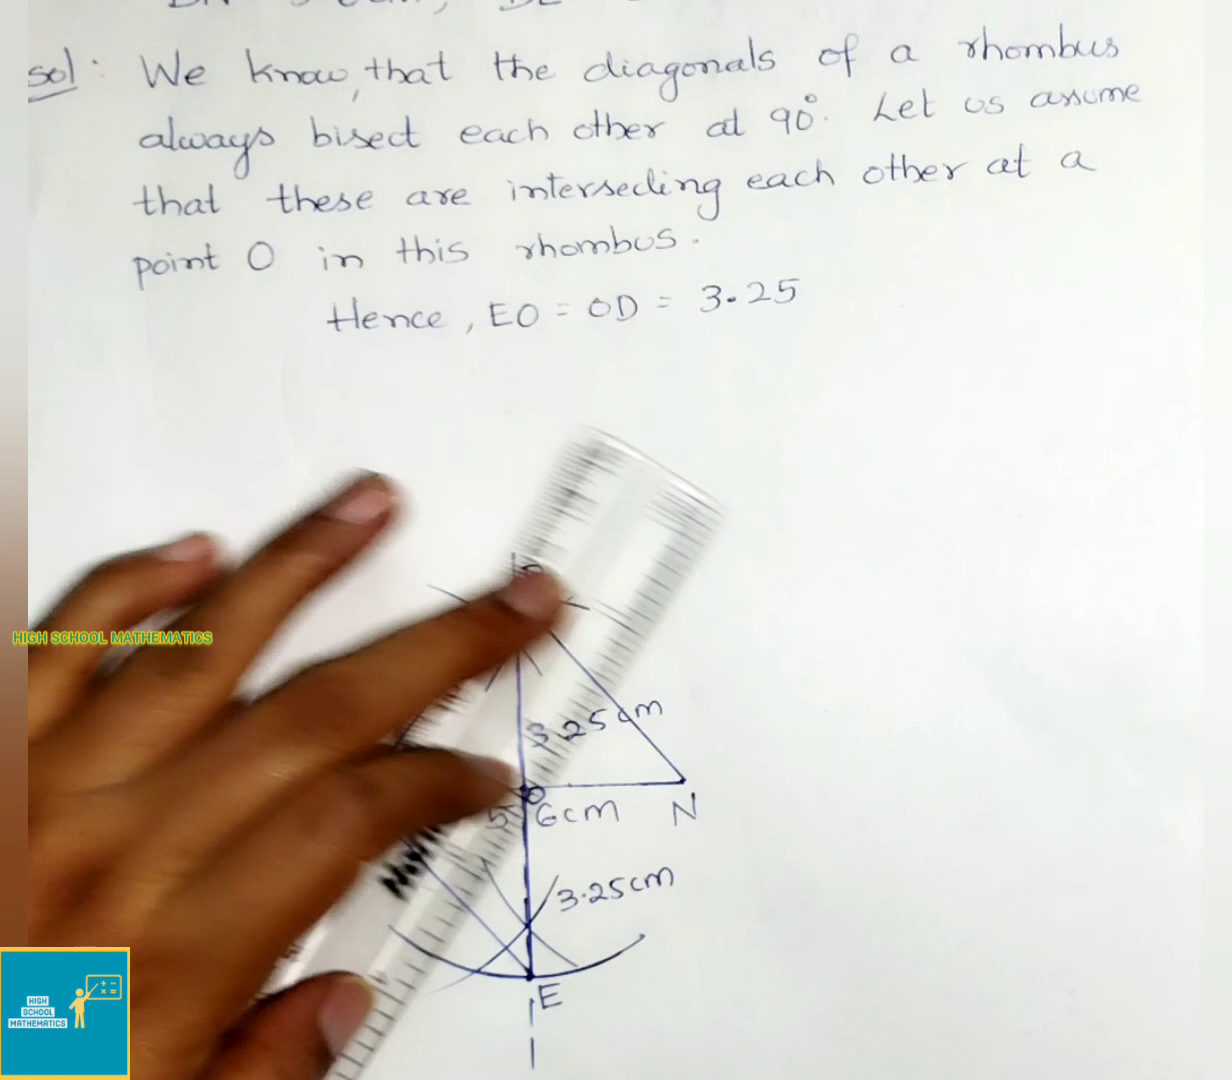 sol: We know, that the diagonals of a rhombus
always bisect each other at 90°. Let us assume
that these are intersecting each other at a
point O in this rhombus.
Hence, EO = OD = 3.25
3.25cm
5.6cm N
3.25cm
E
HIGH SCHOOL MATHEMATICS
HIGH
SCHOOL
MATHEMATICS